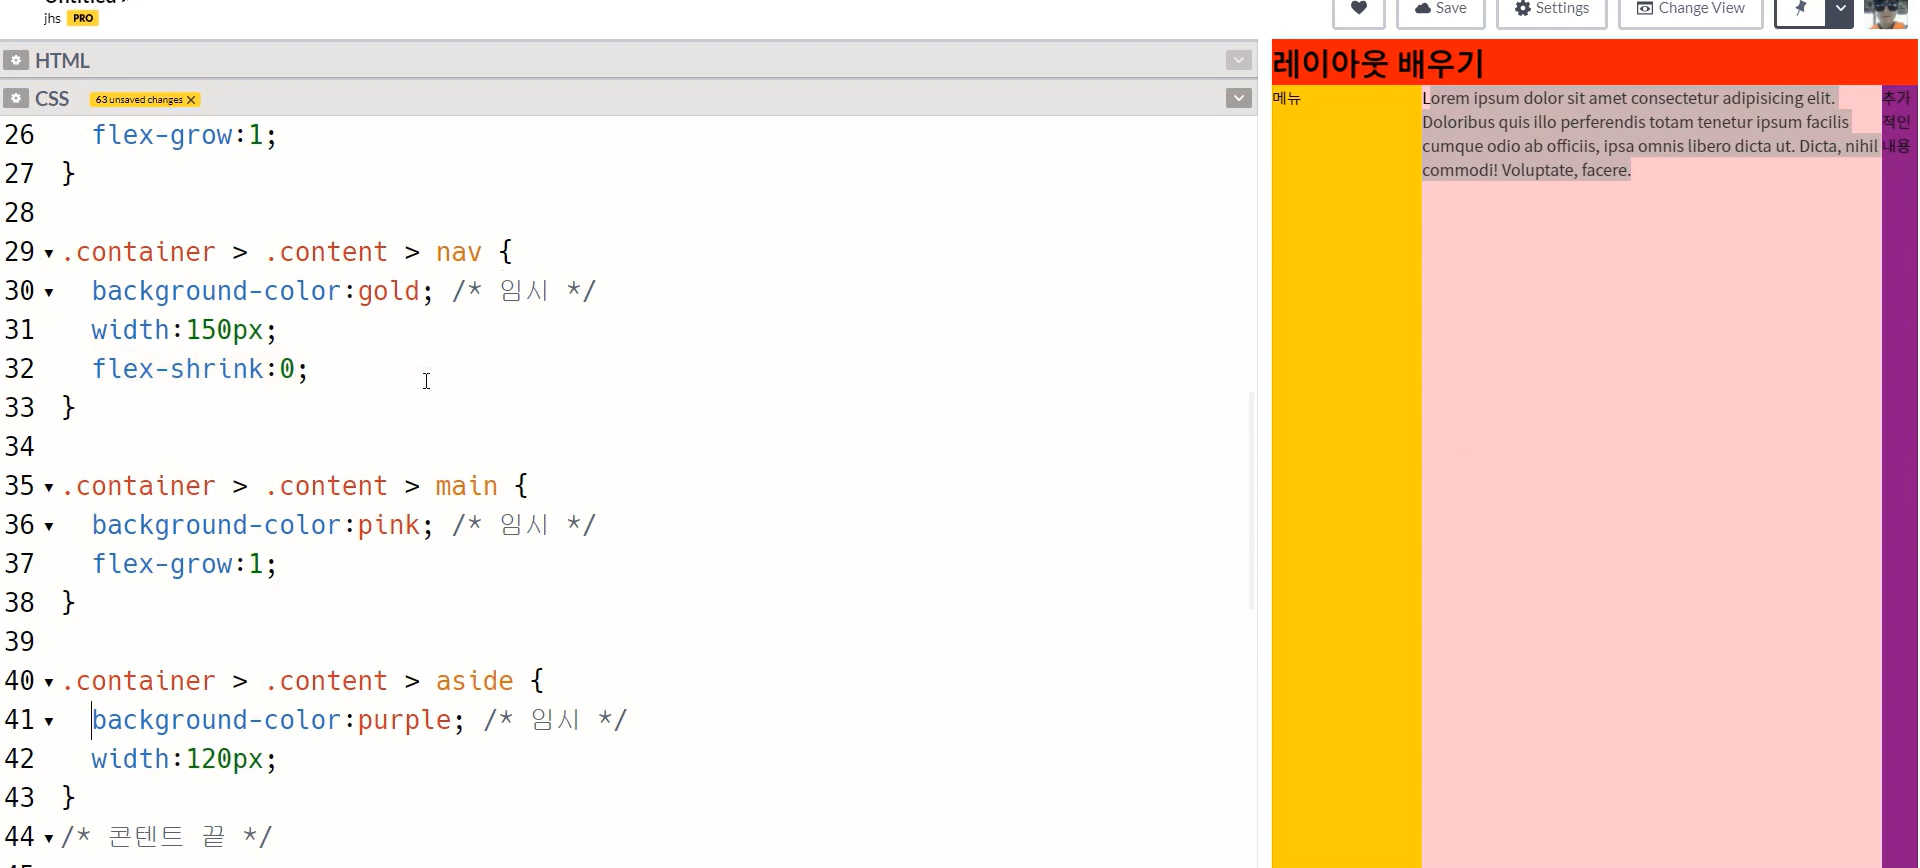 jhs PRO
Save
Settings
Change View
HTML
CSS 63 unsaved changes X
26 flex-grow:1;
27 }
28
29 .container > .content > nav {
30 background-color:gold; /* 임시 */
31 width:150px;
32 flex-shrink:0;
33 }
34
35 .container > .content > main {
36 background-color:pink; /* 임시 */
37 flex-grow:1;
38 }
39
40 .container > .content > aside {
41 background-color:purple; /* 임시 */
42 width:120px;
43 }
44 /* 콘텐트 끝 */
레이아웃 배우기
메뉴
Lorem ipsum dolor sit amet consectetur adipisicing elit.
Doloribus quis illo perferendis totam tenetur ipsum facilis
cumque odio ab officiis, ipsa omnis libero dicta ut. Dicta, nihil
commodi! Voluptate, facere.
추가
적인
내용